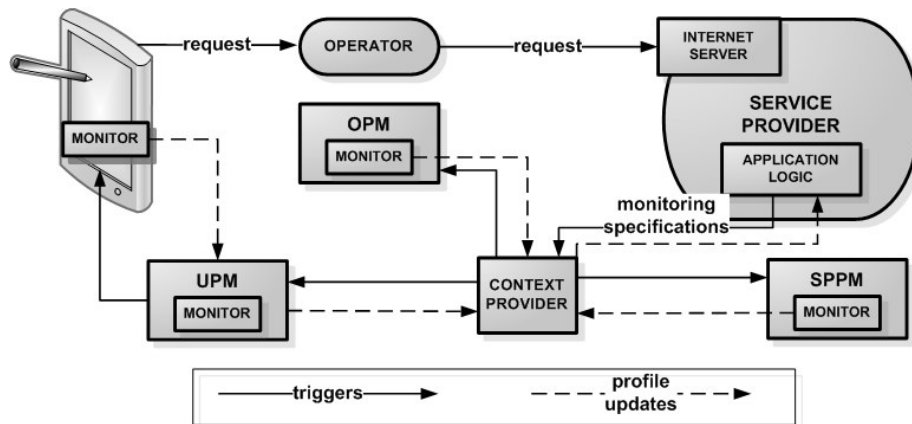 request
OPERATOR
request
INTERNET
SERVER
SERVICE
PROVIDER
MONITOR
OPM
MONITOR
APPLICATION
LOGIC
monitoring
specifications
UPM
MONITOR
CONTEXT
PROVIDER
SPPM
MONITOR
triggers
profile
updates